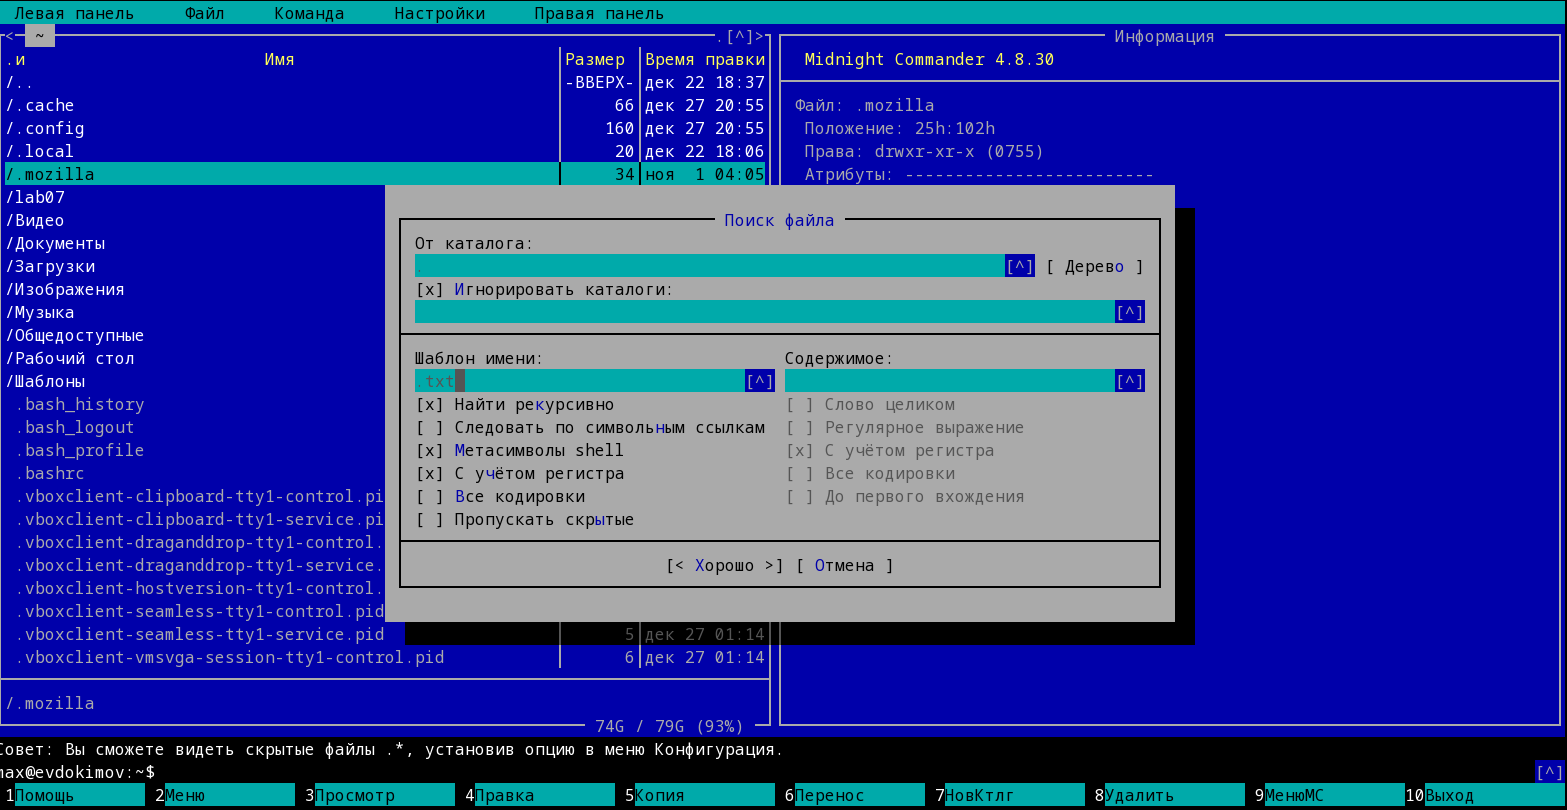 Левая панель Файл Команда Настройки Правая панель
<- ~ .[^]> Информация
.и Имя Размер Время правки Midnight Commander 4.8.30
/.. -ВВЕРХ- дек 22 18:37
/.cache 66 дек 27 20:55 Файл: .mozilla
/.config 160 дек 27 20:55 Положение: 25h:102h
/.local 20 дек 22 18:06 Права: drwxr-xr-x (0755)
/.mozilla 34 ноя 1 04:05 Атрибуты: -------------------------
/lab07
/Видео Поиск файла
/Документы От каталога:
/Загрузки . [^] [ Дерево ]
/Изображения [x] Игнорировать каталоги:
/Музыка [^]
/Общедоступные
/Рабочий стол Шаблон имени: Содержимое:
/Шаблоны .txt [^] [^]
.bash_history [x] Найти рекурсивно [ ] Слово целиком
.bash_logout [ ] Следовать по символьным ссылкам [ ] Регулярное выражение
.bash_profile [x] Метасимволы shell [x] С учётом регистра
.bashrc [x] С учётом регистра [ ] Все кодировки
.vboxclient-clipboard-tty1-control.pi [ ] Все кодировки [ ] До первого вхождения
.vboxclient-clipboard-tty1-service.pi [ ] Пропускать скрытые
.vboxclient-draganddrop-tty1-control.
.vboxclient-draganddrop-tty1-service. [< Хорошо >] [ Отмена ]
.vboxclient-hostversion-tty1-control.
.vboxclient-seamless-tty1-control.pid
.vboxclient-seamless-tty1-service.pid 5 дек 27 01:14
.vboxclient-vmsvga-session-tty1-control.pid 6 дек 27 01:14
/.mozilla
74G / 79G (93%)
Совет: Вы сможете видеть скрытые файлы .*, установив опцию в меню Конфигурация.
max@evdokimov:~$ [^]
1Помощь 2Меню 3Просмотр 4Правка 5Копия 6Перенос 7НовКтлг 8Удалить 9МенюМС 10Выход